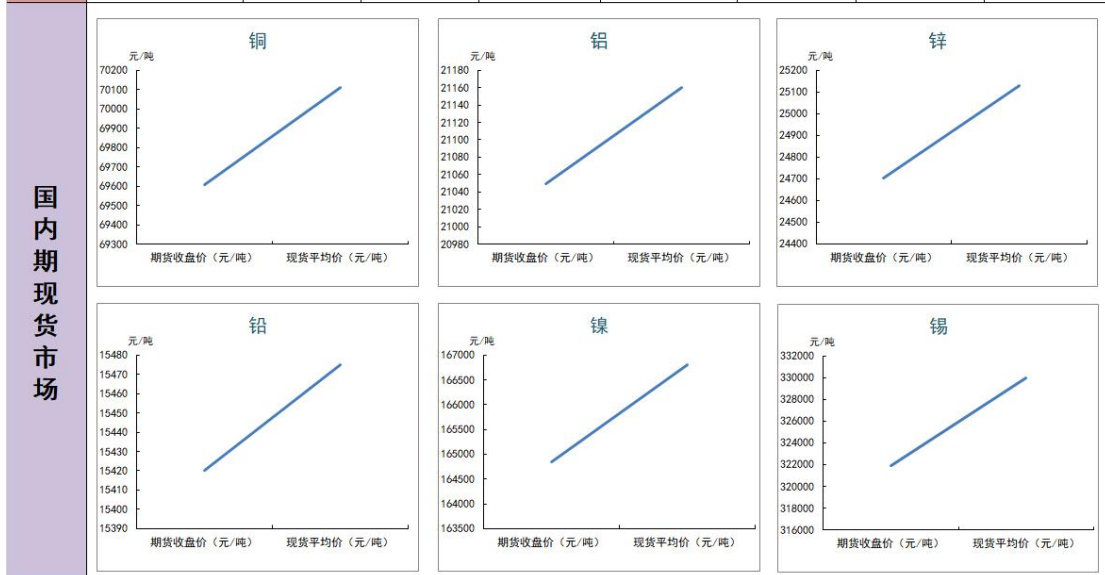 国内期现货市场
铜
元/吨
70200
70100
70000
69900
69800
69700
69600
69500
69400
69300
期货收盘价（元/吨）
现货平均价（元/吨）
铝
元/吨
21180
21160
21140
21120
21100
21080
21060
21040
21020
21000
20980
期货收盘价（元/吨）
现货平均价（元/吨）
锌
元/吨
25200
25100
25000
24900
24800
24700
24600
24500
24400
期货收盘价（元/吨）
现货平均价（元/吨）
铅
元/吨
15480
15470
15460
15450
15440
15430
15420
15410
15400
15390
期货收盘价（元/吨）
现货平均价（元/吨）
镍
元/吨
167000
166500
166000
165500
165000
164500
164000
163500
期货收盘价（元/吨）
现货平均价（元/吨）
锡
元/吨
332000
330000
328000
326000
324000
322000
320000
318000
316000
期货收盘价（元/吨）
现货平均价（元/吨）